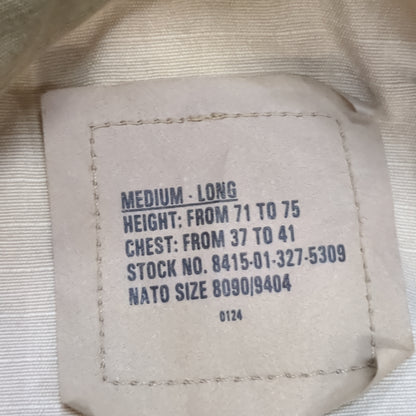 MEDIUM - LONG
HEIGHT: FROM 71 TO 75
CHEST: FROM 37 TO 41
STOCK NO. 8415-01-327-5309
NATO SIZE 8090/9404
0124